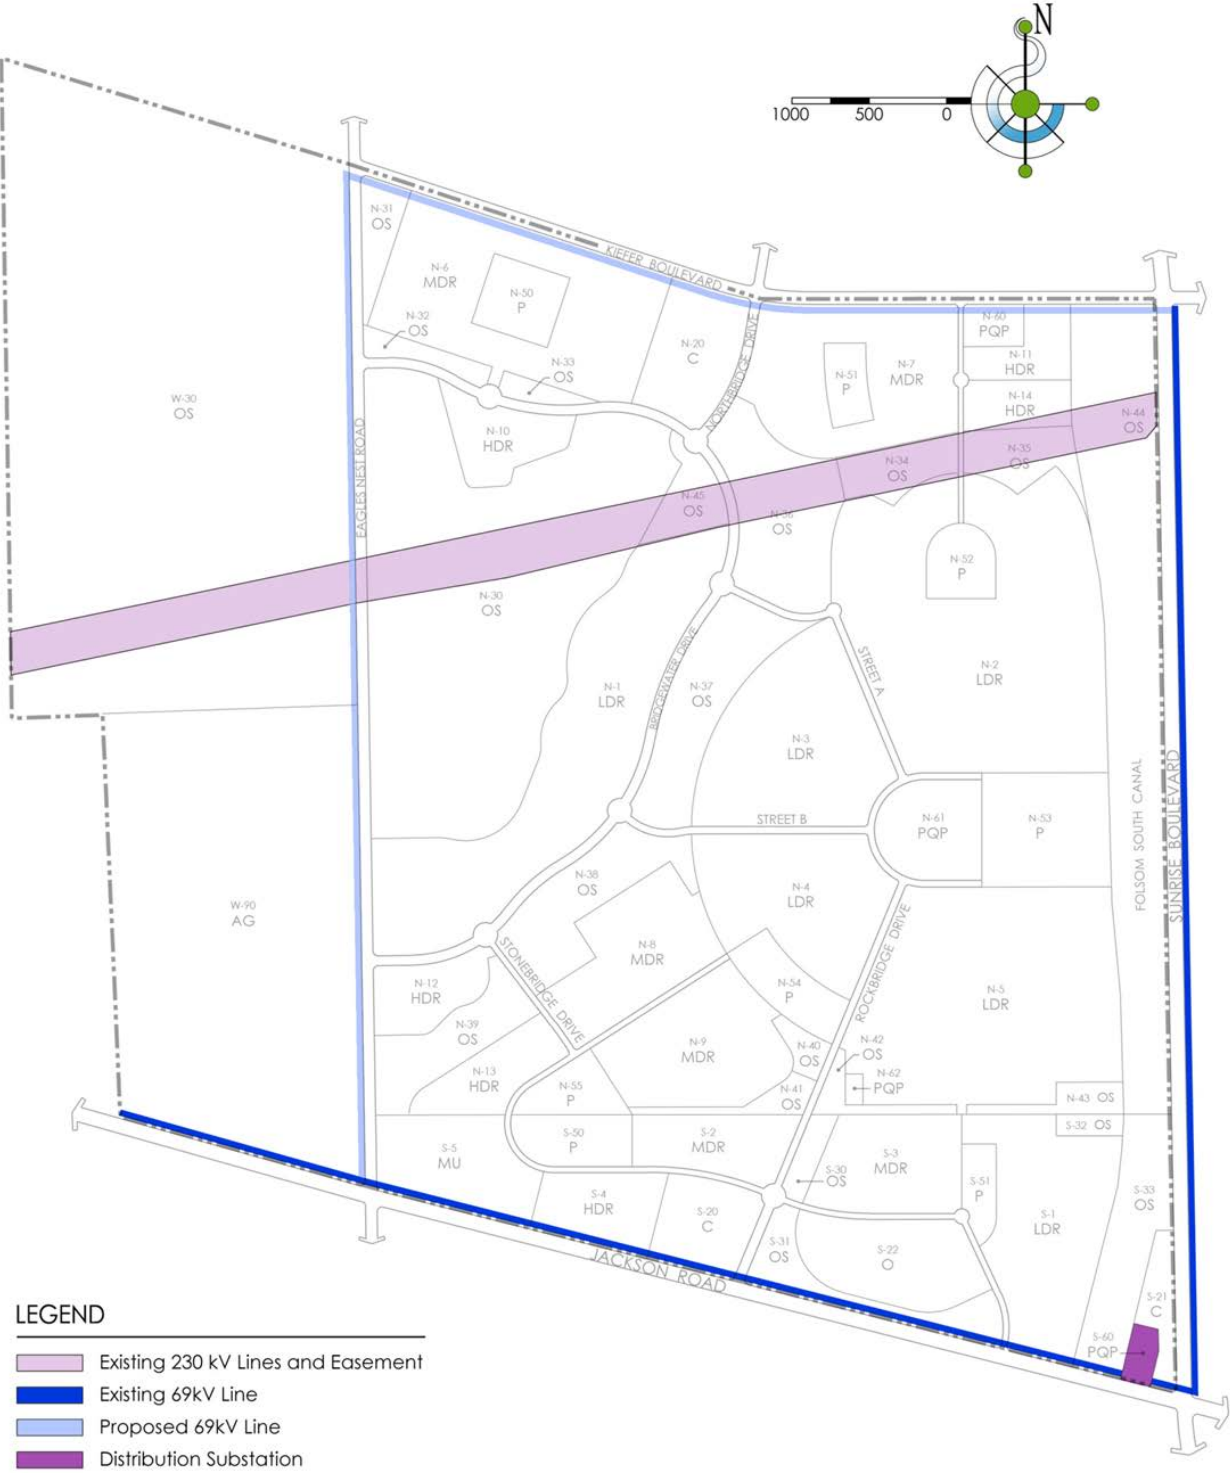 N
1000 500 0
N-31
OS
KIEFER BOULEVARD
N-6
MDR
N-50
P
N-32
OS
N-33
OS
N-20
C
NORTHBRIDGE DRIVE
N-60
PQP
N-51
P
N-7
MDR
N-11
HDR
N-14
HDR
N-44
OS
W-30
OS
N-10
HDR
EAGLES NEST ROAD
N-34
OS
N-35
OS
N-45
OS
N-36
OS
N-52
P
N-30
OS
N-1
LDR
BRIDGEWATER DRIVE
N-37
OS
STREET A
N-2
LDR
N-3
LDR
STREET B
N-61
PQP
N-53
P
FOLSOM SOUTH CANAL
SUNRISE BOULEVARD
N-38
OS
N-4
LDR
W-90
AG
N-8
MDR
STONEBRIDGE DRIVE
ROCKBRIDGE DRIVE
N-12
HDR
N-54
P
N-5
LDR
N-39
OS
N-9
MDR
N-40
OS
N-42
OS
N-13
HDR
N-55
P
N-41
OS
N-62
PQP
N-43 OS
S-32 OS
S-5
MU
S-50
P
S-2
MDR
S-3
MDR
S-30
OS
S-51
P
S-33
OS
S-4
HDR
S-20
C
S-31
OS
S-22
O
S-1
LDR
JACKSON ROAD
S-21
C
S-60
PQP
LEGEND
Existing 230 kV Lines and Easement
Existing 69kV Line
Proposed 69kV Line
Distribution Substation